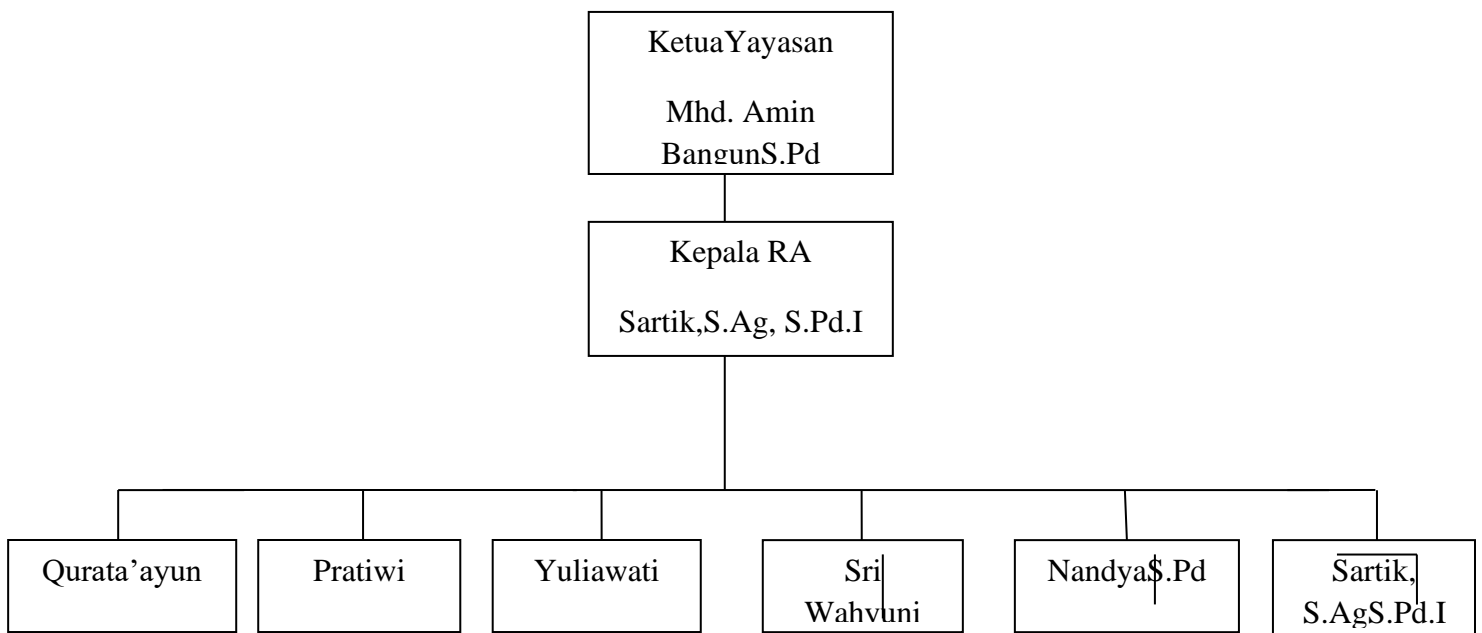 KetuaYayasan
Mhd. Amin
BangunS.Pd
Kepala RA
Sartik,S.Ag, S.Pd.I
Qurata’ayun
Pratiwi
Yuliawati
Sri
Wahyuni
NandyaS.Pd
Sartik,
S.AgS.Pd.I